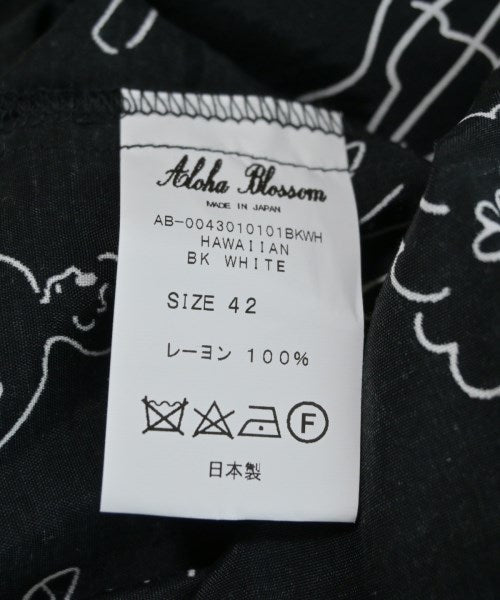 Aloha Blossom
MADE IN JAPAN
AB-0043010101BKWH
HAWAIIAN
BK WHITE
SIZE 42
レーヨン 100%
F
日本製